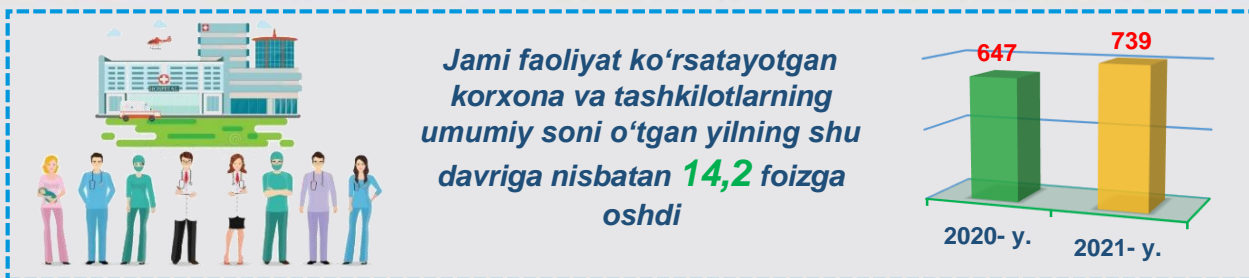 HOSPITAL
Jami faoliyat ko‘rsatayotgan
korxona va tashkilotlarning
umumiy soni o‘tgan yilning shu
davriga nisbatan 14,2 foizga
oshdi
647
739
2020- y.
2021- y.